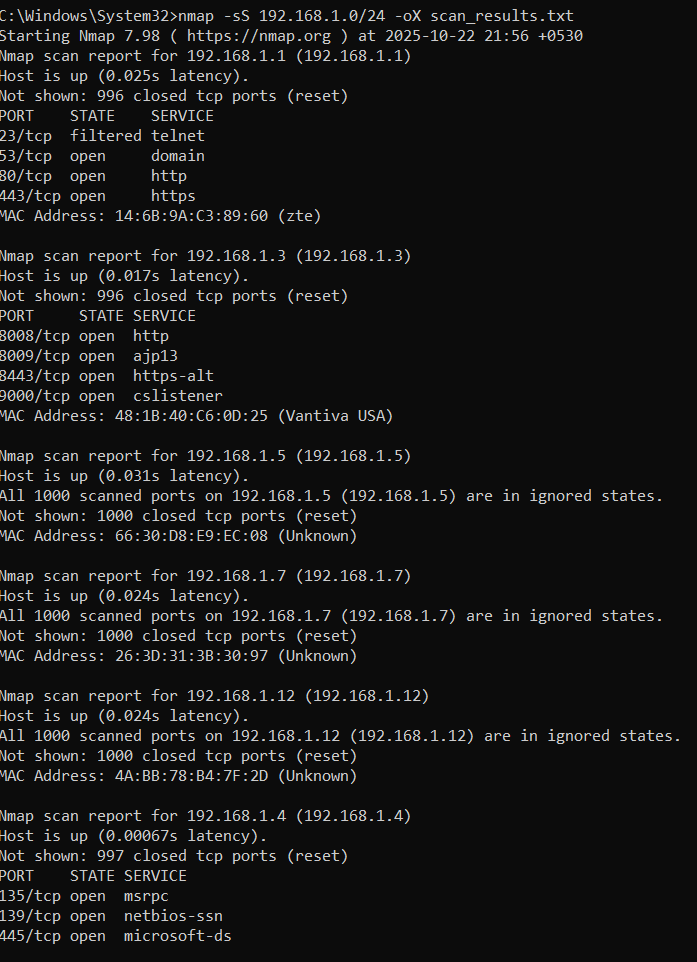 C:\Windows\System32>nmap -sS 192.168.1.0/24 -oX scan_results.txt
Starting Nmap 7.98 ( https://nmap.org ) at 2025-10-22 21:56 +0530
Nmap scan report for 192.168.1.1 (192.168.1.1)
Host is up (0.025s latency).
Not shown: 996 closed tcp ports (reset)
PORT    STATE    SERVICE
23/tcp  filtered telnet
53/tcp  open     domain
80/tcp  open     http
443/tcp open     https
MAC Address: 14:6B:9A:C3:89:60 (zte)

Nmap scan report for 192.168.1.3 (192.168.1.3)
Host is up (0.017s latency).
Not shown: 996 closed tcp ports (reset)
PORT     STATE SERVICE
8008/tcp open  http
8009/tcp open  ajp13
8443/tcp open  https-alt
9000/tcp open  cslistener
MAC Address: 48:1B:40:C6:0D:25 (Vantiva USA)

Nmap scan report for 192.168.1.5 (192.168.1.5)
Host is up (0.031s latency).
All 1000 scanned ports on 192.168.1.5 (192.168.1.5) are in ignored states.
Not shown: 1000 closed tcp ports (reset)
MAC Address: 66:30:D8:E9:EC:08 (Unknown)

Nmap scan report for 192.168.1.7 (192.168.1.7)
Host is up (0.024s latency).
All 1000 scanned ports on 192.168.1.7 (192.168.1.7) are in ignored states.
Not shown: 1000 closed tcp ports (reset)
MAC Address: 26:3D:31:3B:30:97 (Unknown)

Nmap scan report for 192.168.1.12 (192.168.1.12)
Host is up (0.024s latency).
All 1000 scanned ports on 192.168.1.12 (192.168.1.12) are in ignored states.
Not shown: 1000 closed tcp ports (reset)
MAC Address: 4A:BB:78:B4:7F:2D (Unknown)

Nmap scan report for 192.168.1.4 (192.168.1.4)
Host is up (0.00067s latency).
Not shown: 997 closed tcp ports (reset)
PORT    STATE SERVICE
135/tcp open  msrpc
139/tcp open  netbios-ssn
445/tcp open  microsoft-ds